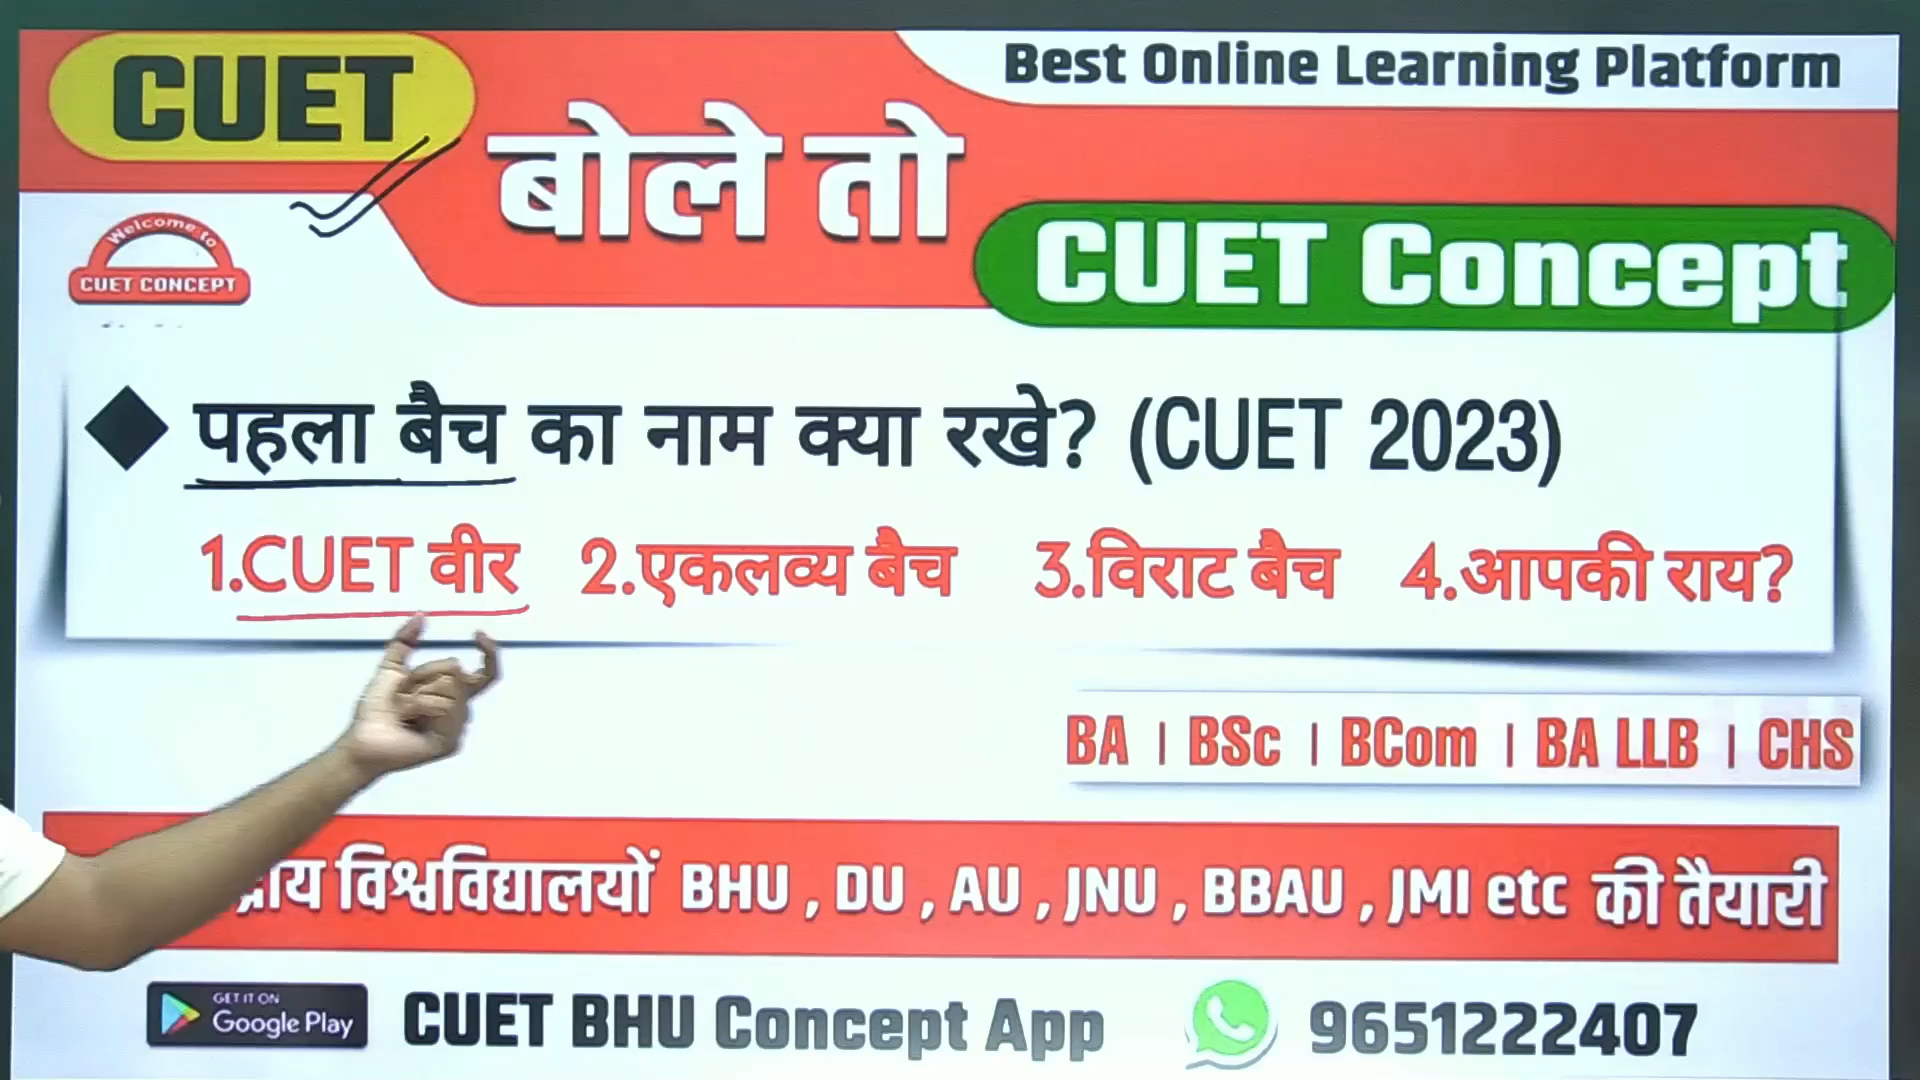 CUET
Best Online Learning Platform
बोले तो
CUET Concept
Welcome to
CUET CONCEPT
पहला बैच का नाम क्या रखे? (CUET 2023)
1.CUET वीर 2.एकलव्य बैच 3.विराट बैच 4.आपकी राय?
BA | BSc | BCom | BA LLB | CHS
विश्वविद्यालयों BHU , DU , AU , JNU , BBAU , JMI etc की तैयारी
GET IT ON
Google Play
CUET BHU Concept App
9651222407